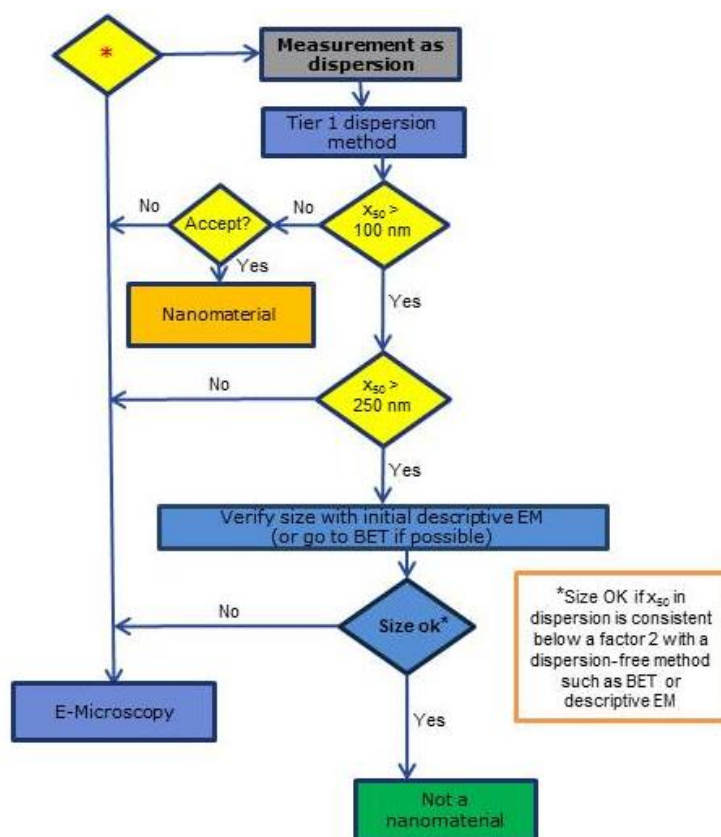 *
Measurement as
dispersion
Tier 1 dispersion
method
No
Accept?
No
x₅₀ >
100 nm
Yes
Nanomaterial
Yes
No
x₅₀ >
250 nm
Yes
Verify size with initial descriptive EM
(or go to BET if possible)
No
Size ok*
*Size OK if x₅₀ in
dispersion is consistent
below a factor 2 with a
dispersion-free method
such as BET or
descriptive EM
E-Microscopy
Yes
Not a
nanomaterial